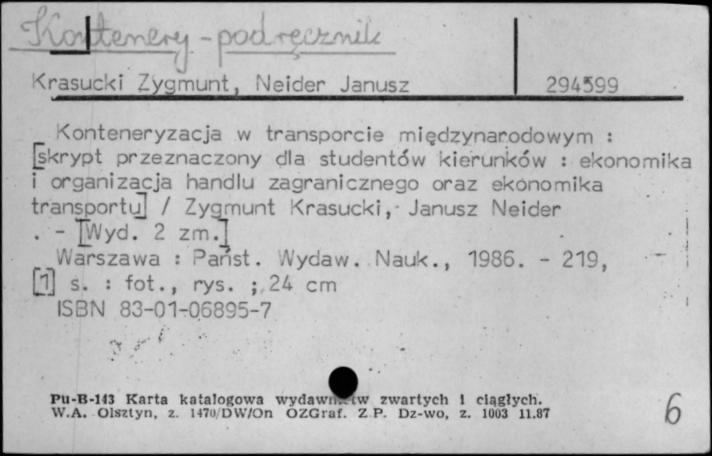 Kontenery - podręcznik
Krasucki Zygmunt, Neider Janusz 294599
Konteneryzacja w transporcie międzynarodowym :
[skrypt przeznaczony dla studentów kierunków : ekonomika
i organizacja handlu zagranicznego oraz ekonomika
transportu] / Zygmunt Krasucki, Janusz Neider
. - [Wyd. 2 zm.]
Warszawa : Państ. Wydaw. Nauk., 1986. - 219,
[1] s. : fot., rys. ; 24 cm
ISBN 83-01-06895-7
Pu-B-143 Karta katalogowa zwartych i ciągłych.
W.A. Olsztyn, z. 1470/DW/On OZGraf. Z.P. Dz-wo, z. 1003 11.87
6